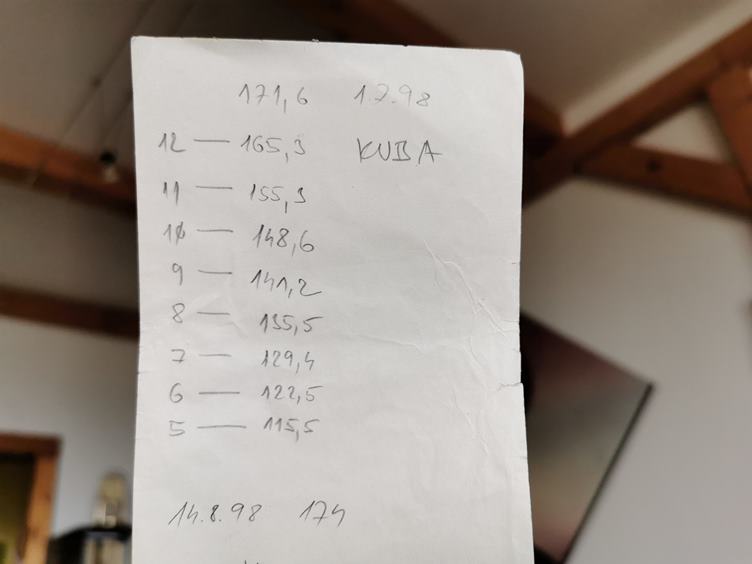 171,6 1.7.98
12 — 165,3 KUBA
11 — 155,3
10 — 148,6
9 — 141,2
8 — 135,5
7 — 129,4
6 — 122,5
5 — 115,5
14.8.98 174